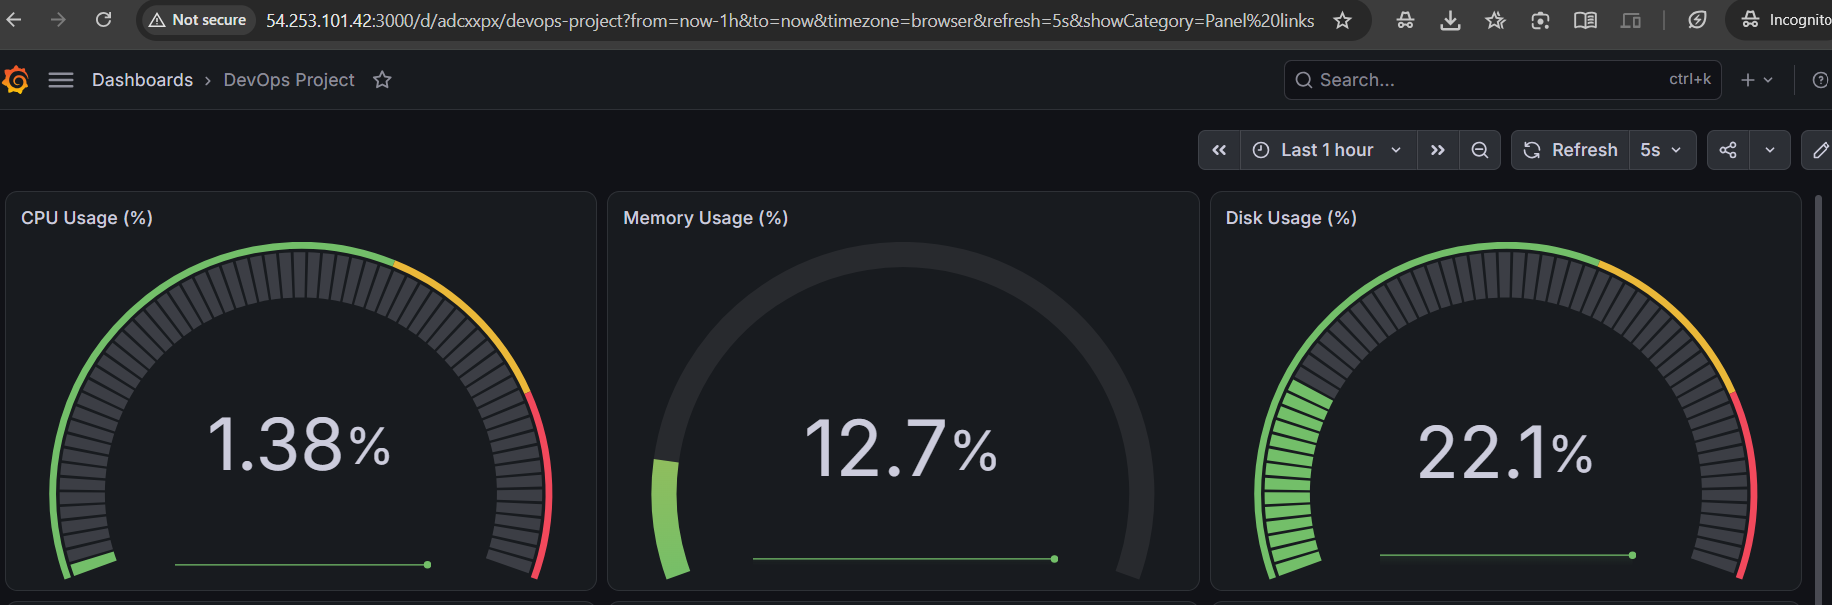 Not secure 54.253.101.42:3000/d/adcxxpx/devops-project?from=now-1h&to=now&timezone=browser&refresh=5s&showCategory=Panel%20links Incognito
Dashboards › DevOps Project Search... ctrl+k
Last 1 hour Refresh 5s
CPU Usage (%) Memory Usage (%) Disk Usage (%)
1.38% 12.7% 22.1%